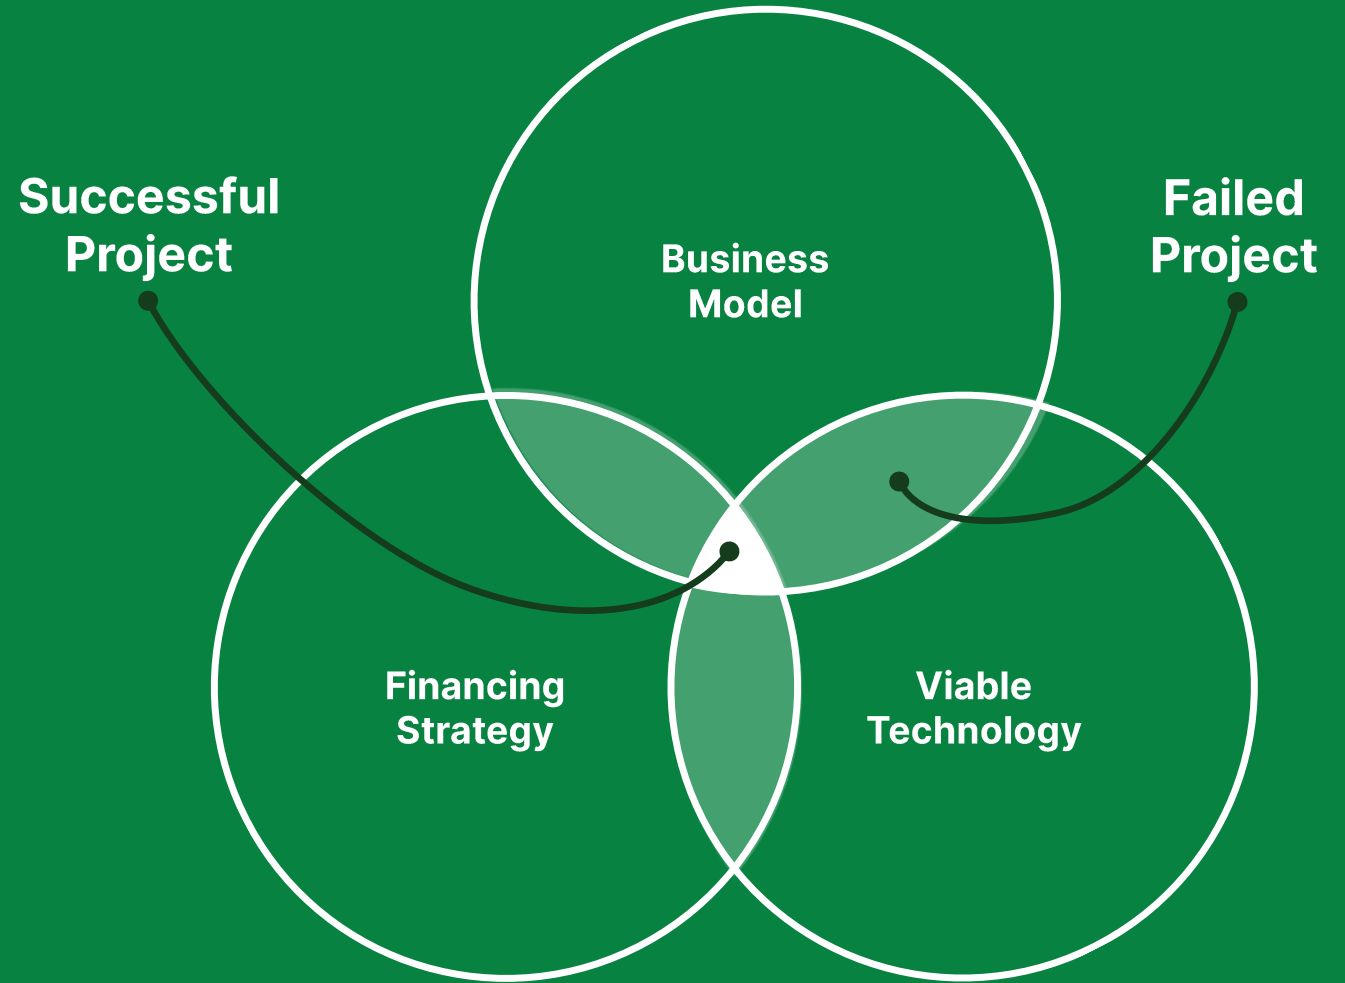 Successful
Project
Failed
Project
Business
Model
Financing
Strategy
Viable
Technology